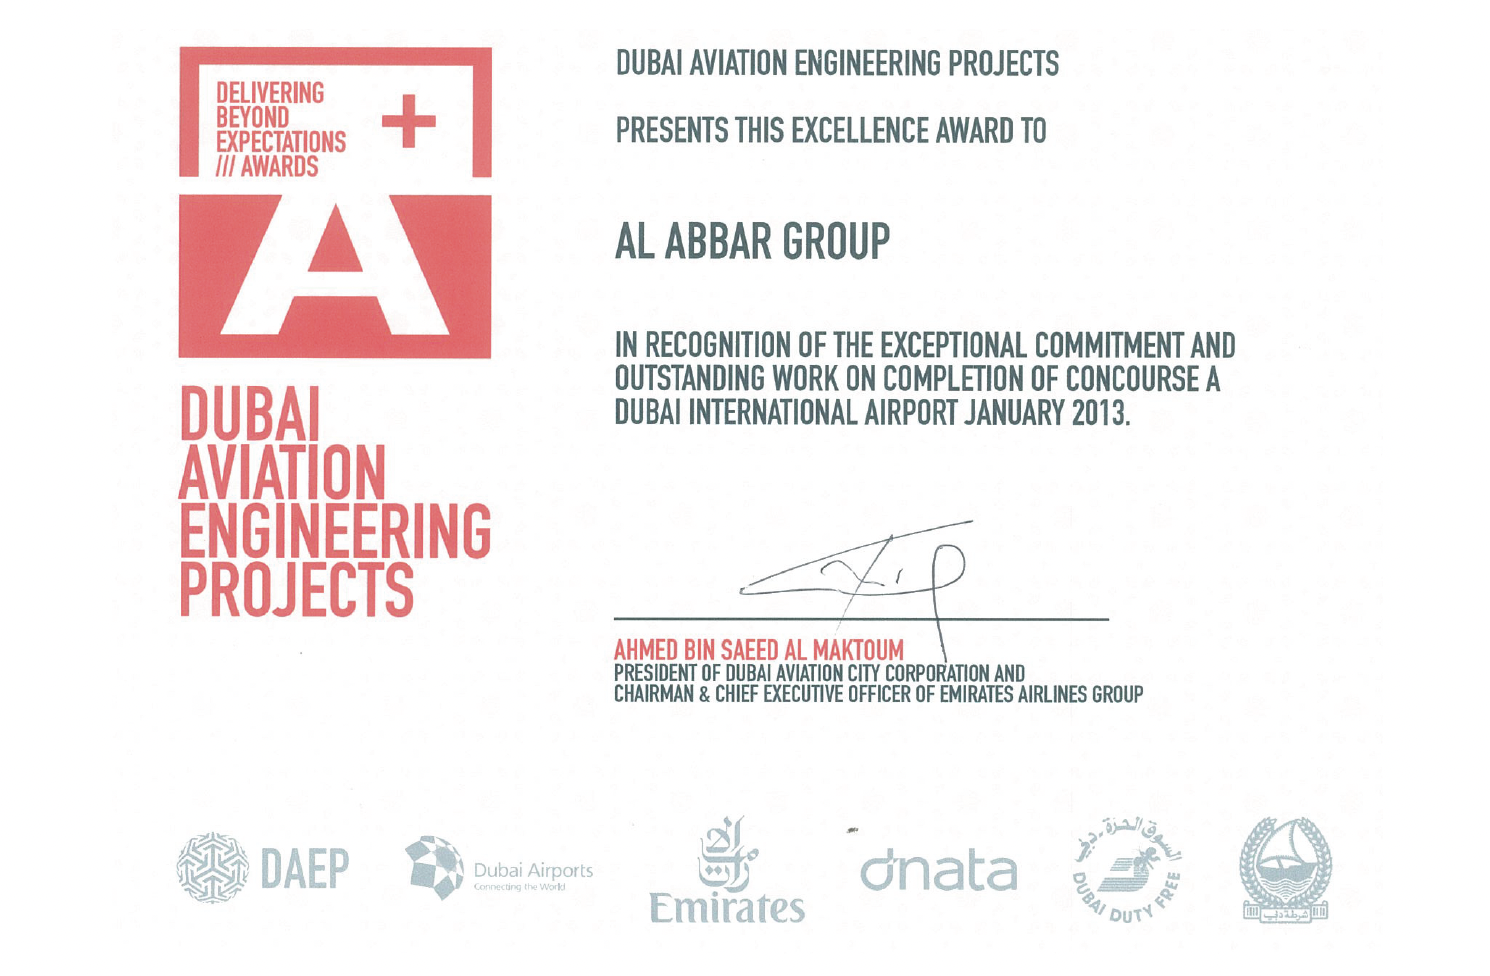 DELIVERING
BEYOND
EXPECTATIONS
/// AWARDS
+
A
DUBAI
AVIATION
ENGINEERING
PROJECTS
DUBAI AVIATION ENGINEERING PROJECTS
PRESENTS THIS EXCELLENCE AWARD TO
AL ABBAR GROUP
IN RECOGNITION OF THE EXCEPTIONAL COMMITMENT AND
OUTSTANDING WORK ON COMPLETION OF CONCOURSE A
DUBAI INTERNATIONAL AIRPORT JANUARY 2013.
AHMED BIN SAEED AL MAKTOUM
PRESIDENT OF DUBAI AVIATION CITY CORPORATION AND
CHAIRMAN & CHIEF EXECUTIVE OFFICER OF EMIRATES AIRLINES GROUP
DAEP
Dubai Airports
Connecting the World
Emirates
dnata
السوق الحرة - دبي
DUBAI DUTY FREE
شرطة دبي